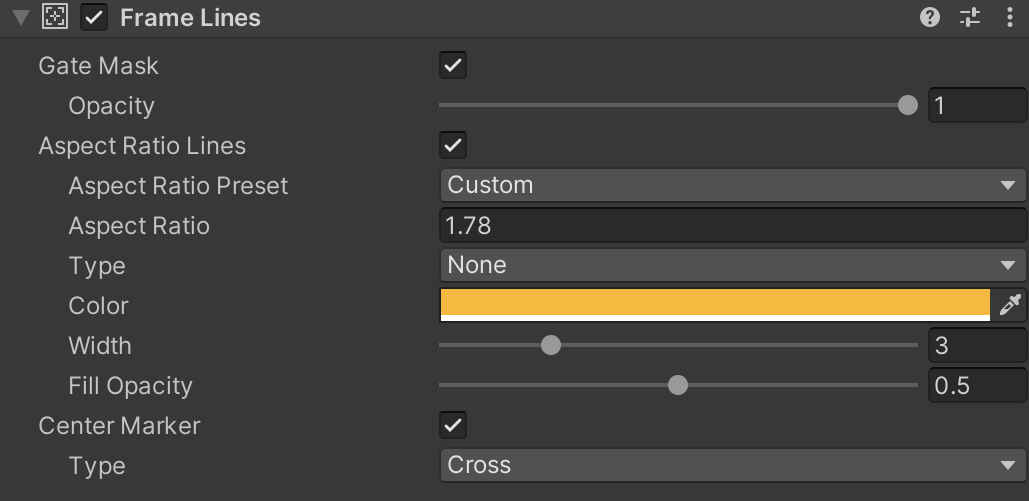 Frame Lines
Gate Mask
Opacity 1
Aspect Ratio Lines
Aspect Ratio Preset Custom
Aspect Ratio 1.78
Type None
Color
Width 3
Fill Opacity 0.5
Center Marker
Type Cross